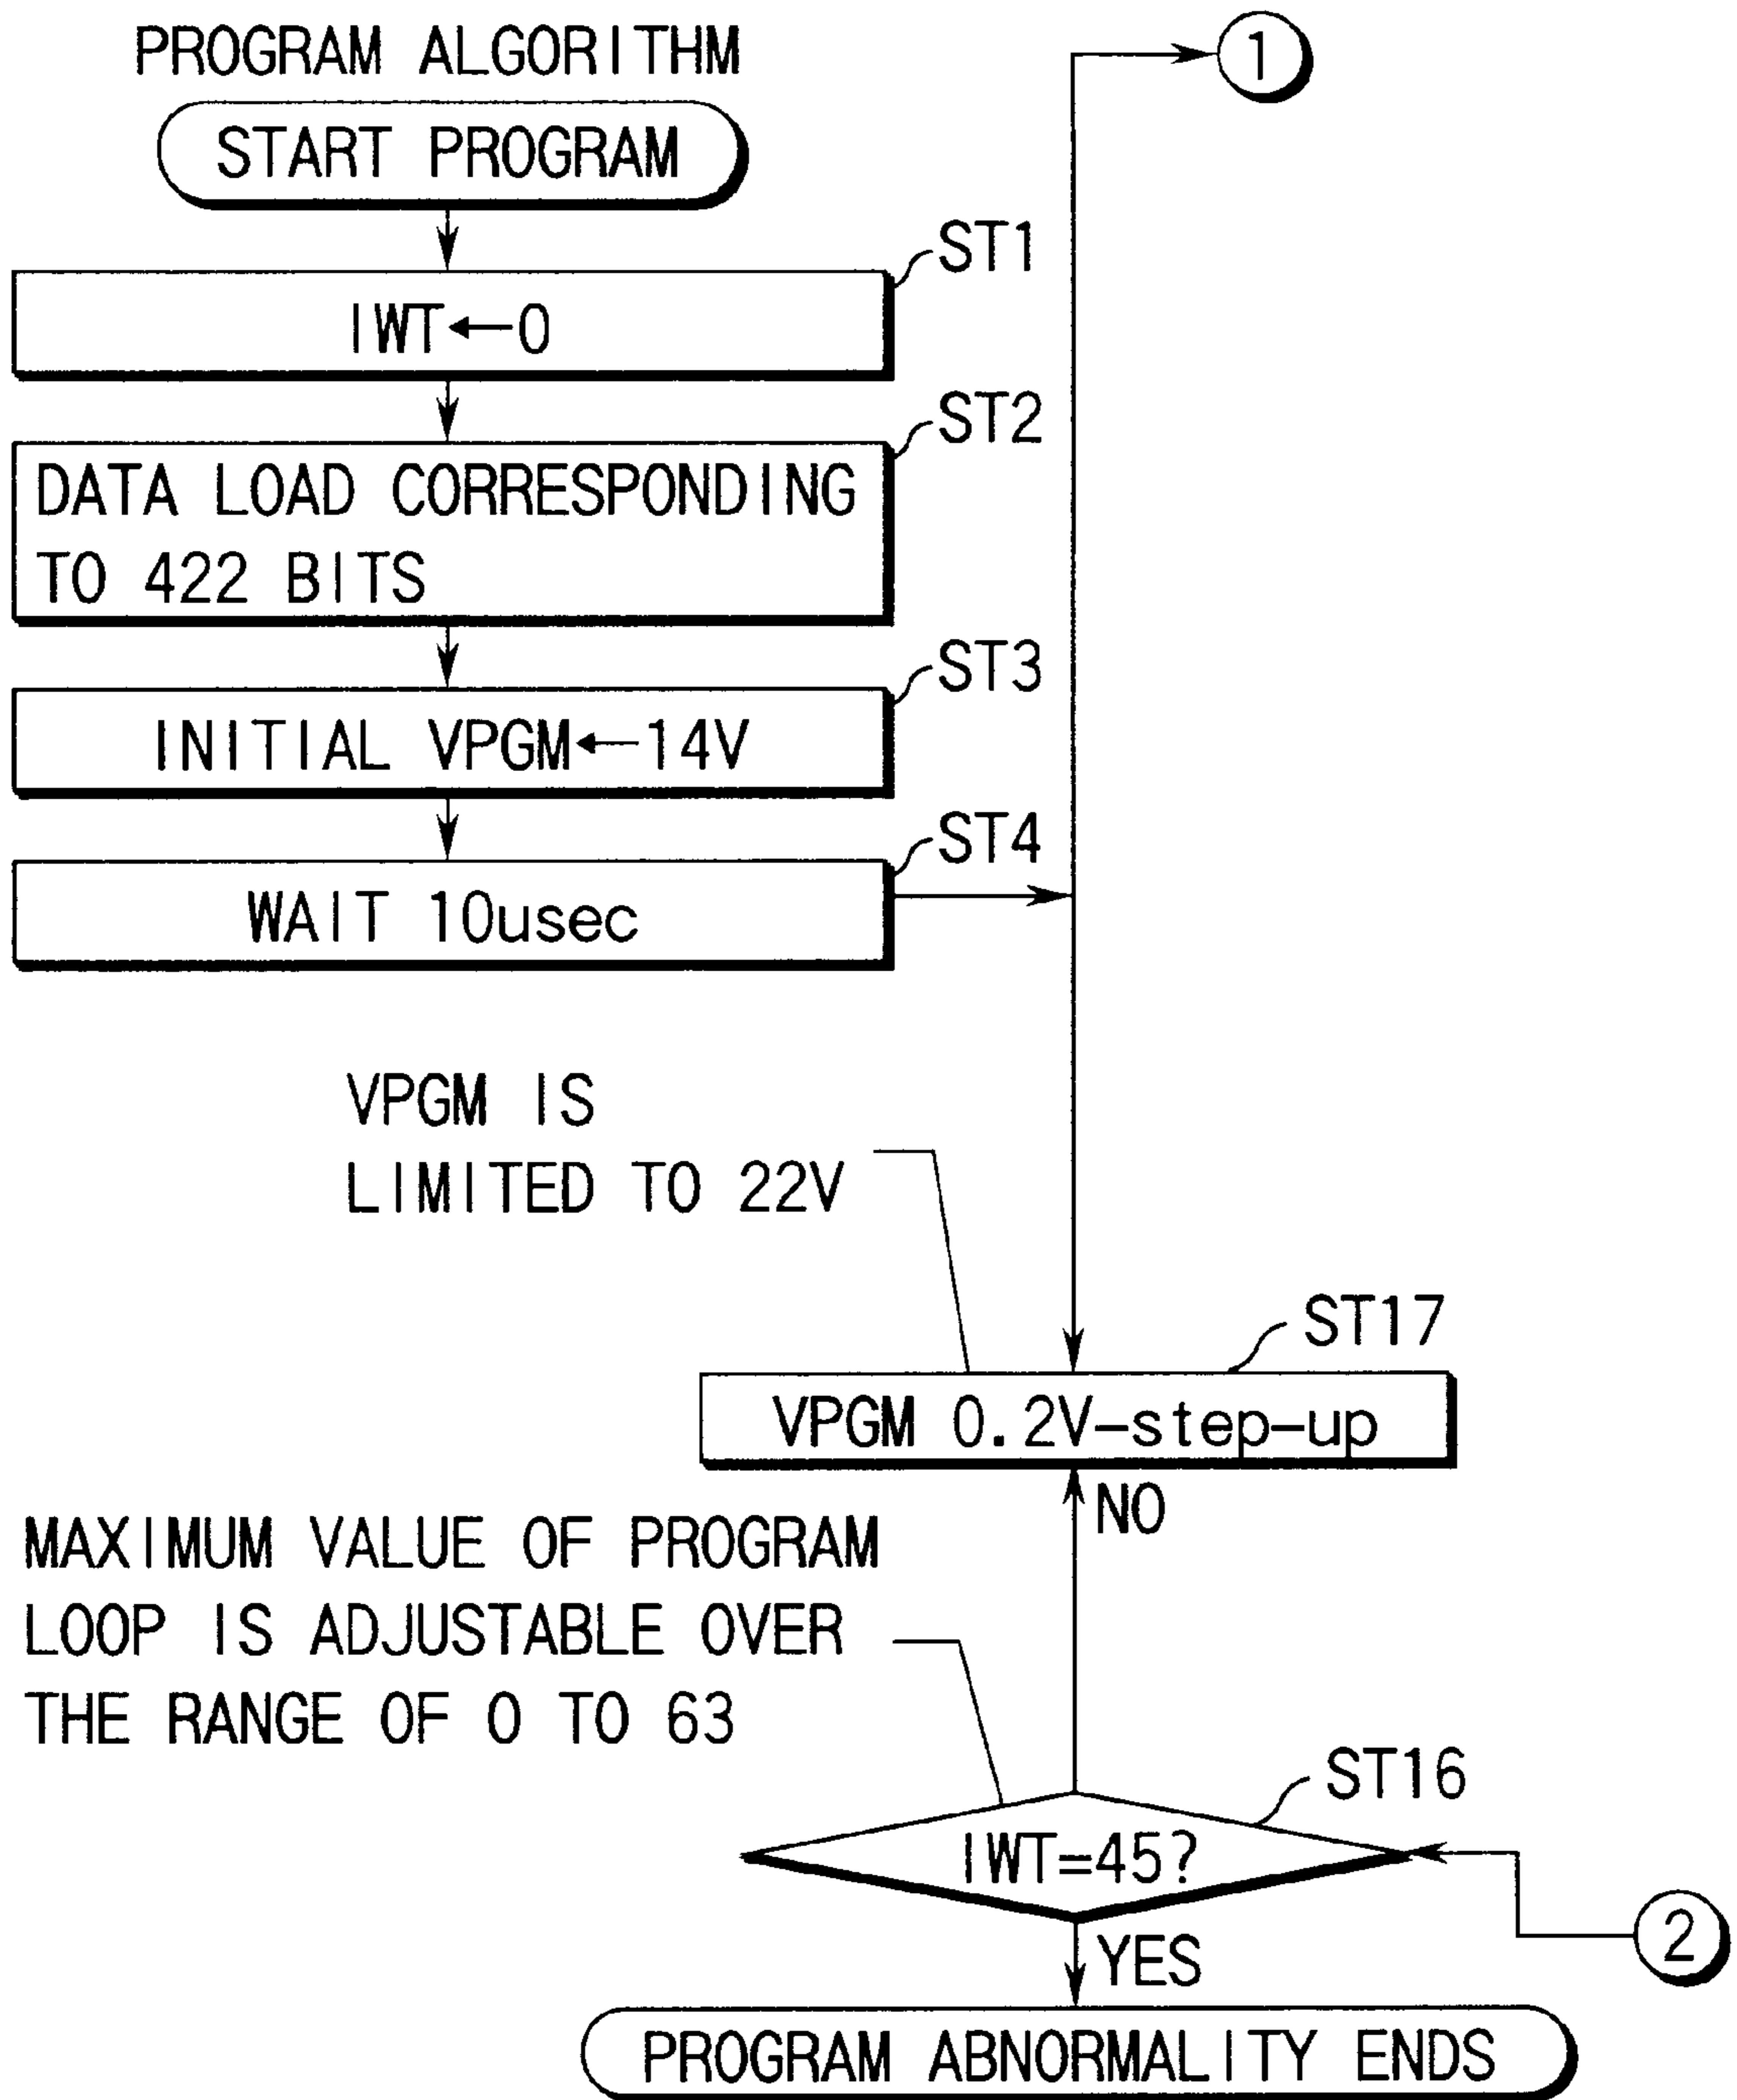 PROGRAM ALGORITHM
1
START PROGRAM
ST1
IWT←0
ST2
DATA LOAD CORRESPONDING
TO 422 BITS
ST3
INITIAL VPGM←14V
ST4
WAIT 10usec
VPGM IS
LIMITED TO 22V
ST17
VPGM 0.2V-step-up
NO
MAXIMUM VALUE OF PROGRAM
LOOP IS ADJUSTABLE OVER
THE RANGE OF 0 TO 63
ST16
IWT=45?
2
YES
PROGRAM ABNORMALITY ENDS